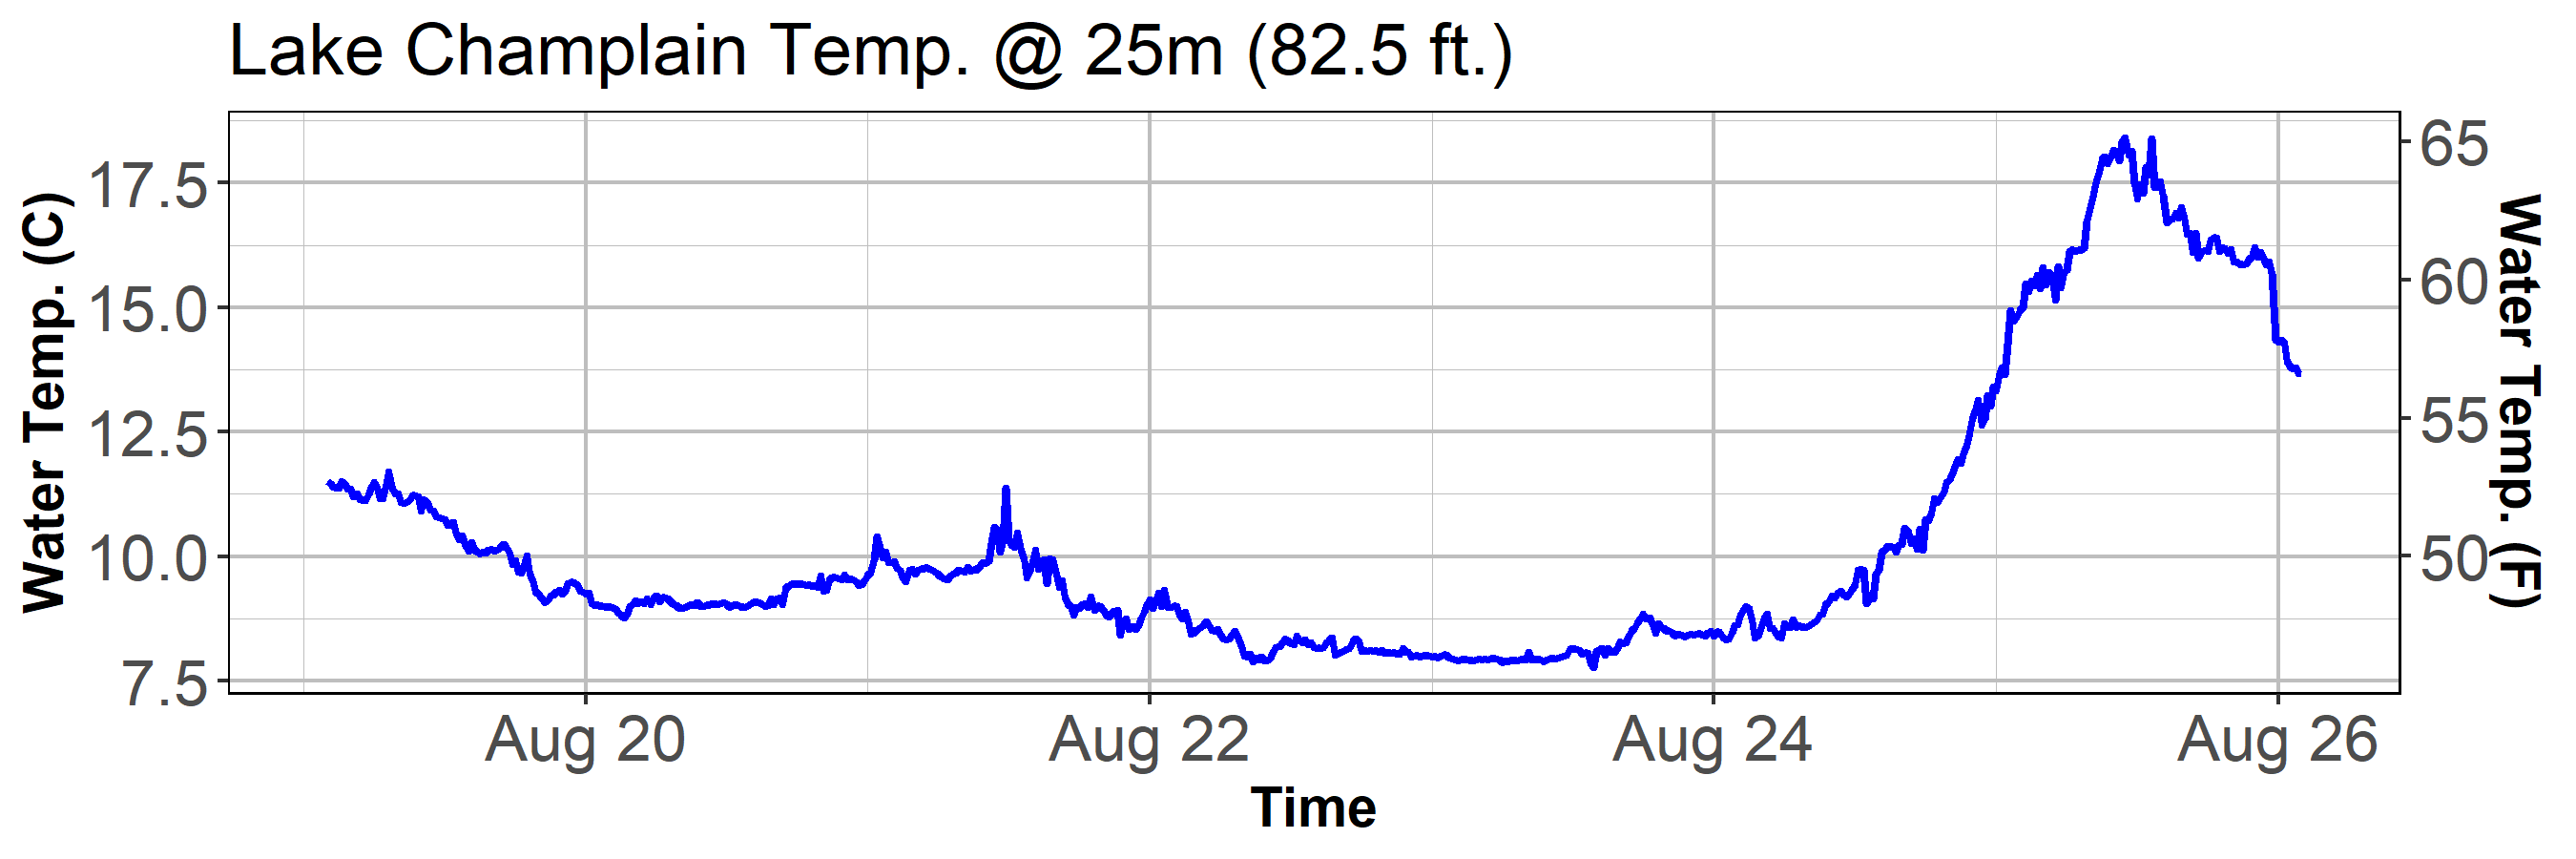 Lake Champlain Temp. @ 25m (82.5 ft.)
Water Temp. (C)
17.5
15.0
12.5
10.0
7.5
65
60
55
50
Water Temp. (F)
Aug 20 Aug 22 Aug 24 Aug 26
Time